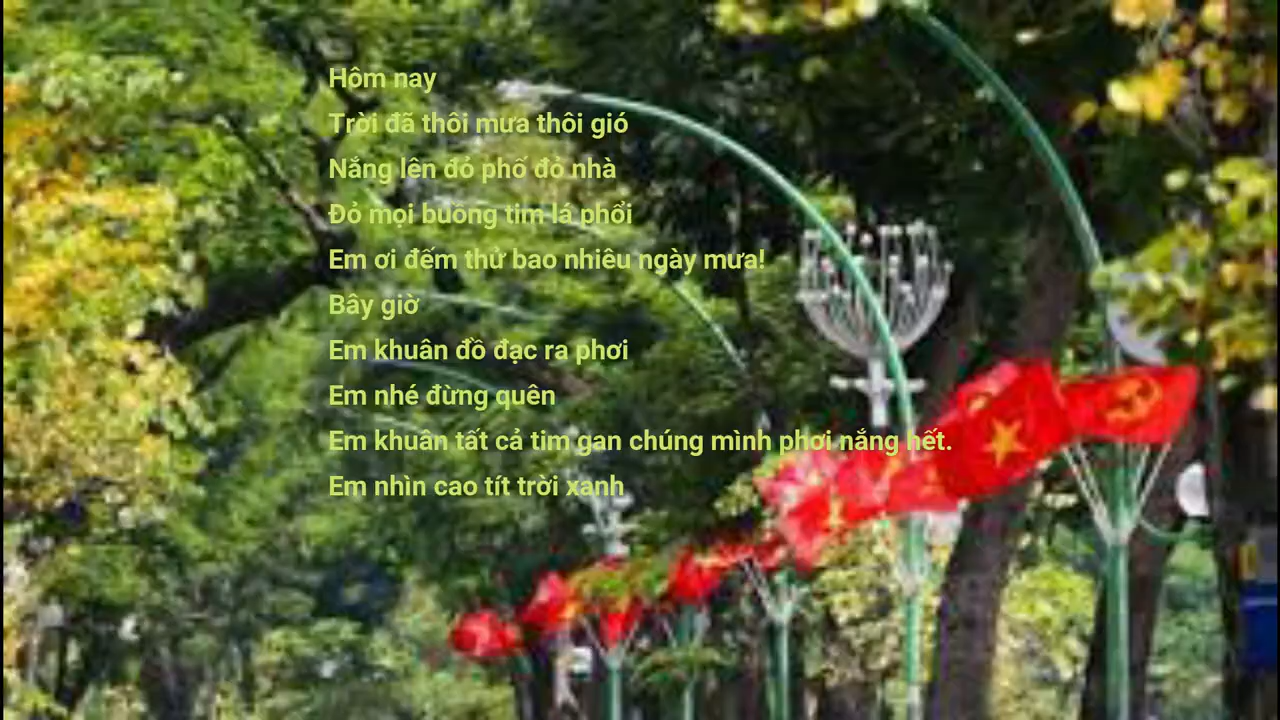 Hôm nay
Trời đã thôi mưa thôi gió
Nắng lên đỏ phố đỏ nhà
Đỏ mọi buồng tim lá phổi
Em ơi đếm thử bao nhiêu ngày mưa!
Bây giờ
Em khuân đồ đạc ra phơi
Em nhé đừng quên
Em khuân tất cả tim gan chúng mình phơi nắng hết.
Em nhìn cao tít trời xanh